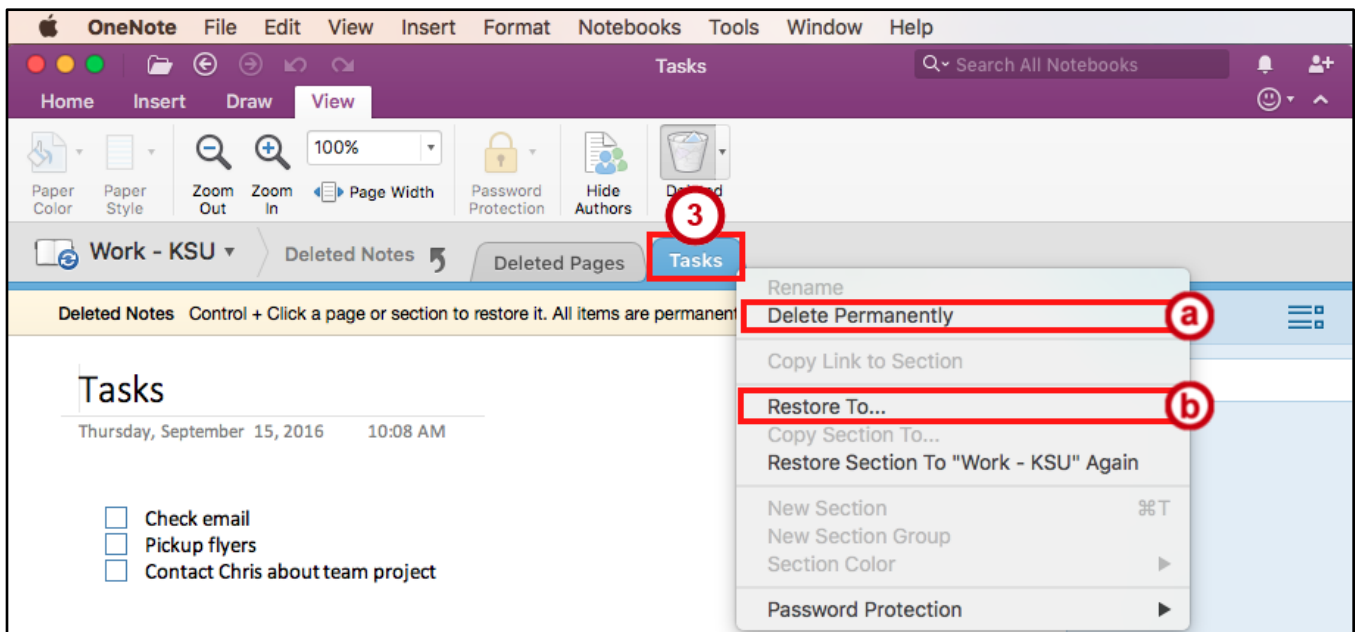 OneNote File Edit View Insert Format Notebooks Tools Window Help
Tasks Search All Notebooks
Home Insert Draw View
100%
Page Width
Paper Color
Paper Style
Zoom Out
Zoom In
Password Protection
Hide Authors
3
Work - KSU Deleted Notes Deleted Pages Tasks
Deleted Notes Control + Click a page or section to restore it. All items are
Rename
Delete Permanently a
Copy Link to Section
Restore To... b
Copy Section To...
Restore Section To "Work - KSU" Again
New Section ⌘T
New Section Group
Section Color
Password Protection
Tasks
Thursday, September 15, 2016 10:08 AM
Check email
Pickup flyers
Contact Chris about team project